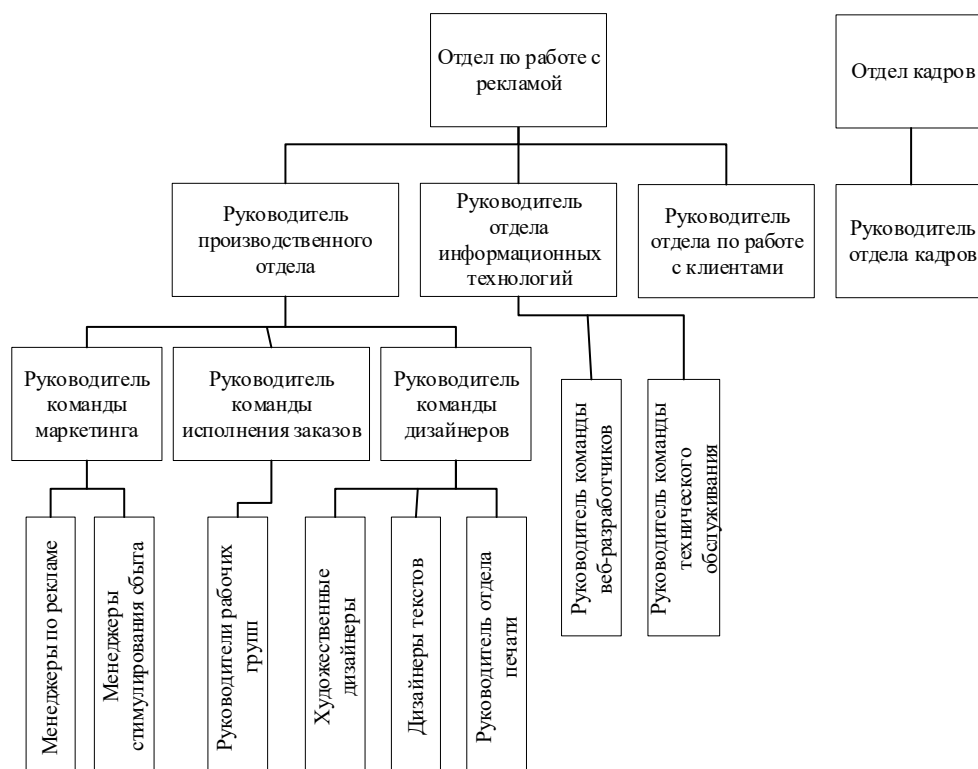 Отдел по работе с
рекламой
Отдел кадров
Руководитель
производственного
отдела
Руководитель
отдела
информационных
технологий
Руководитель
отдела по работе
с клиентами
Руководитель
отдела кадров
Руководитель
команды
маркетинга
Руководитель
команды
исполнения заказов
Руководитель
команды
дизайнеров
Руководитель команды
веб-разработчиков
Руководитель команды
технического
обслуживания
Менеджеры по рекламе
Менеджеры
стимулирования сбыта
Руководители рабочих
групп
Художественные
дизайнеры
Дизайнеры текстов
Руководитель отдела
печати